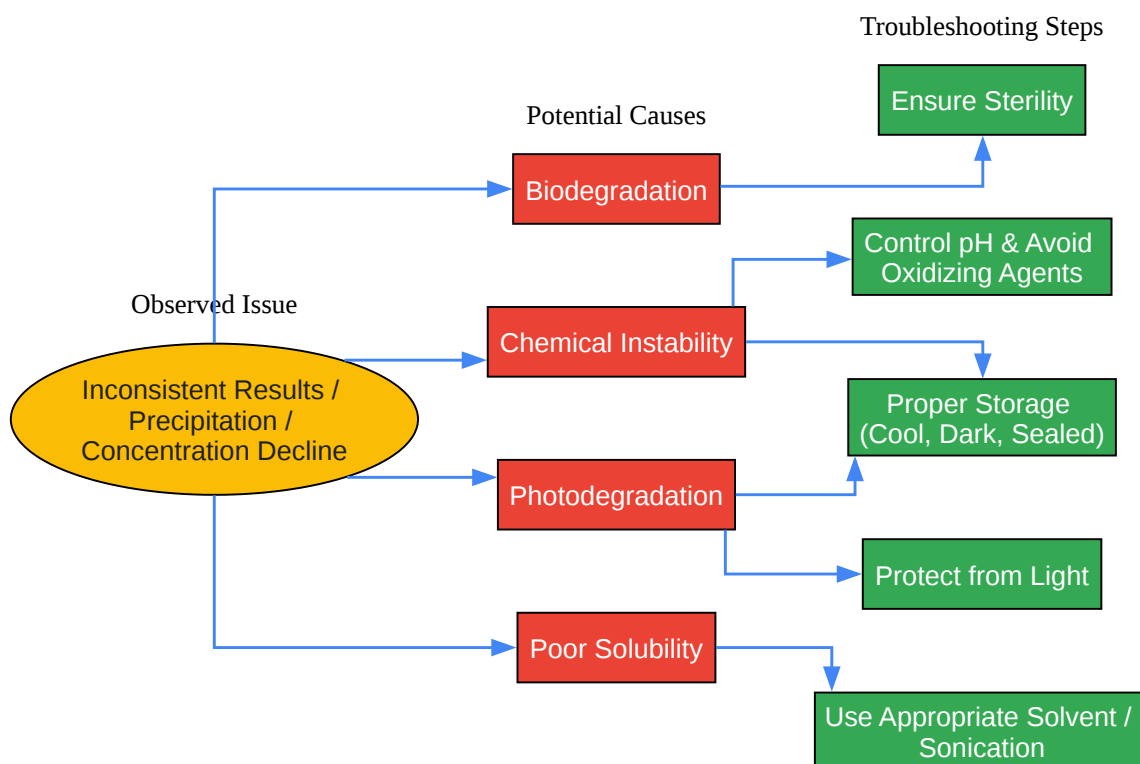 Troubleshooting Steps
Ensure Sterility
Potential Causes
Biodegradation
Control pH & Avoid
Oxidizing Agents
Observed Issue
Chemical Instability
Inconsistent Results /
Precipitation /
Concentration Decline
Proper Storage
(Cool, Dark, Sealed)
Photodegradation
Protect from Light
Poor Solubility
Use Appropriate Solvent /
Sonication